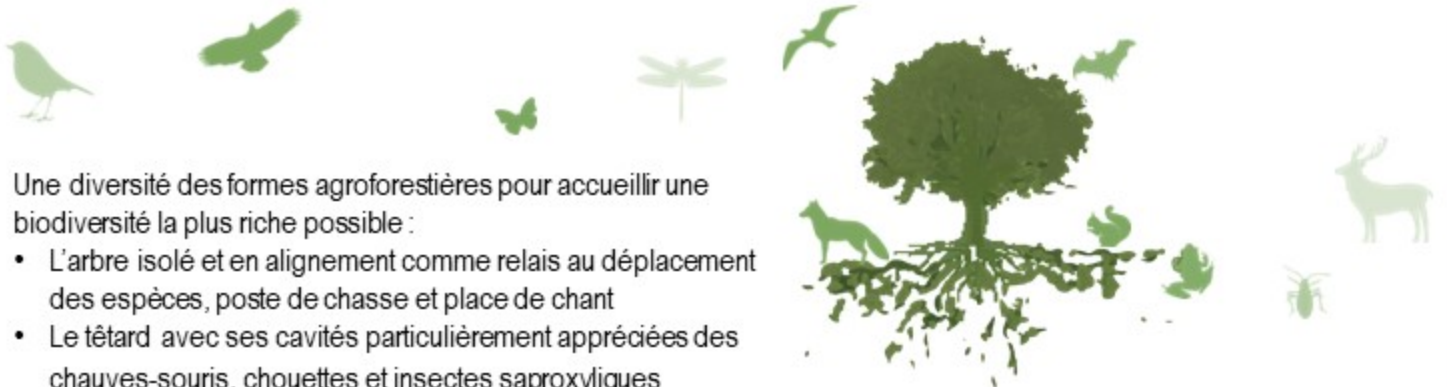 Une diversité des formes agroforestières pour accueillir une
biodiversité la plus riche possible :
• L'arbre isolé et en alignement comme relais au déplacement
des espèces, poste de chasse et place de chant
• Le têtard avec ses cavités particulièrement appréciées des
chauves-souris, chouettes et insectes saproxyliques